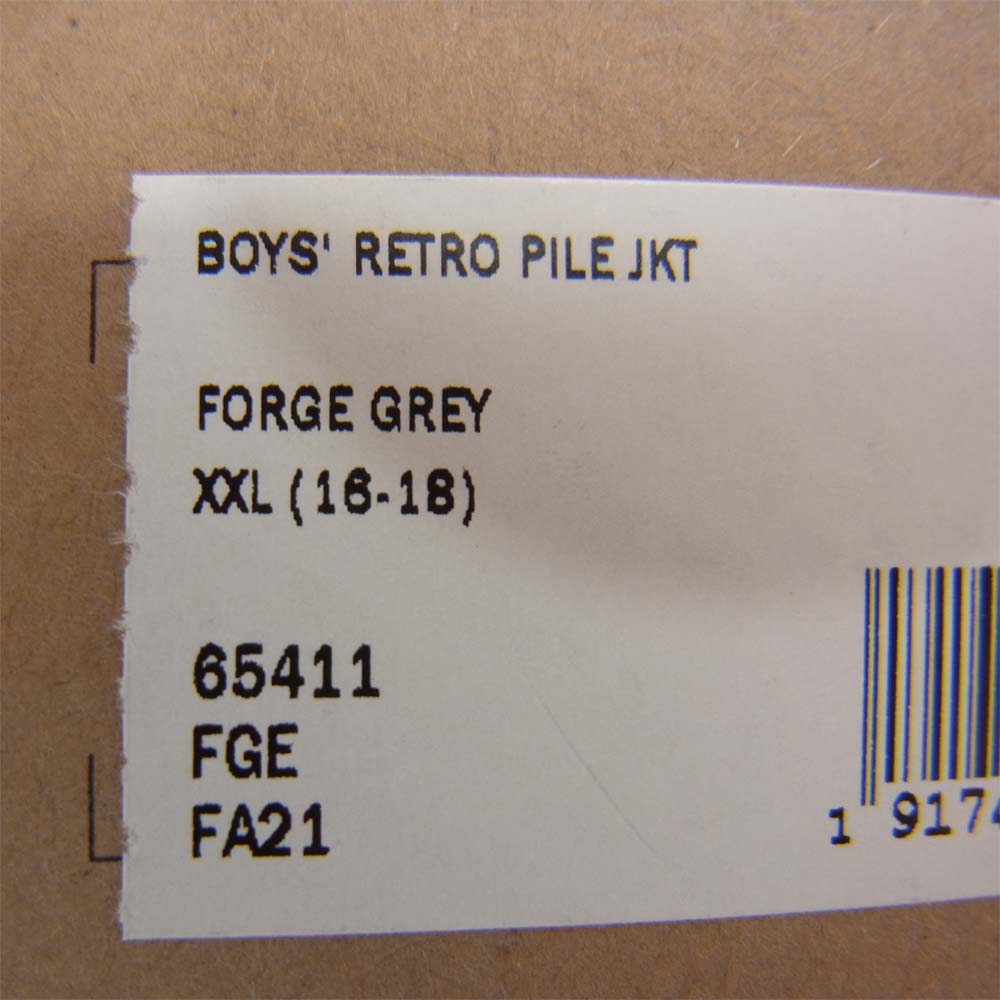 BOYS' RETRO PILE JKT
FORGE GREY
XXL (16-18)
65411
FGE
FA21
1 9174